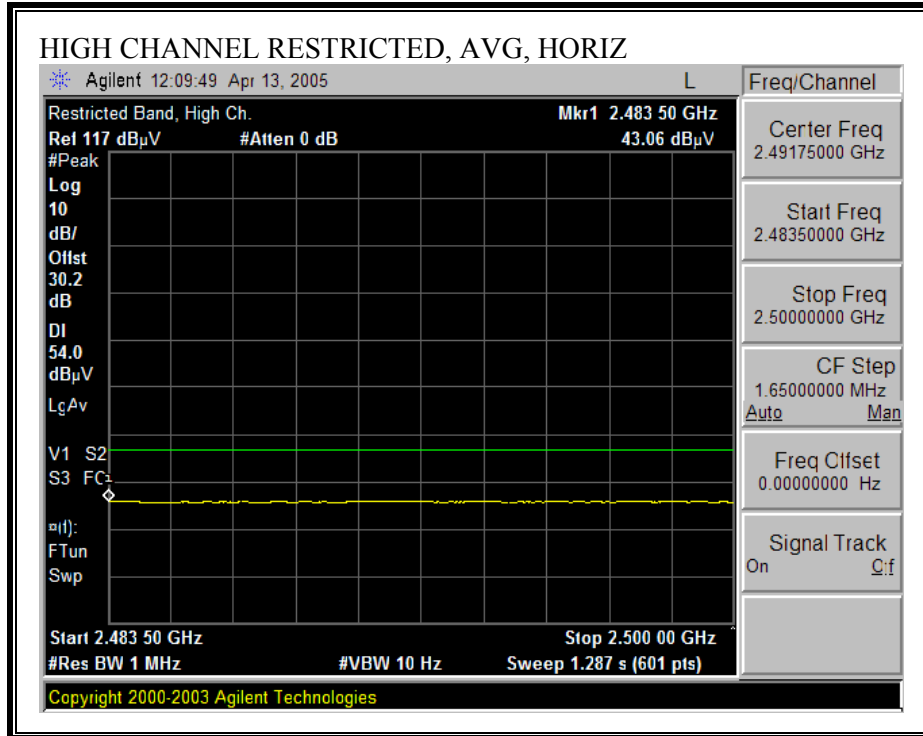 HIGH CHANNEL RESTRICTED, AVG, HORIZ
Agilent 12:09:49 Apr 13, 2005 L
Freq/Channel
Restricted Band, High Ch. Mkr1 2.483 50 GHz
Ref 117 dBµV #Atten 0 dB 43.06 dBµV
#Peak
Log
10
dB/
Offst
30.2
dB
DI
54.0
dBµV
LgAv
V1 S2
S3 FC
1
¤(f):
FTun
Swp
Start 2.483 50 GHz Stop 2.500 00 GHz
#Res BW 1 MHz #VBW 10 Hz Sweep 1.287 s (601 pts)
Copyright 2000-2003 Agilent Technologies
Center Freq
2.49175000 GHz
Start Freq
2.48350000 GHz
Stop Freq
2.50000000 GHz
CF Step
1.65000000 MHz
Auto Man
Freq Offset
0.00000000 Hz
Signal Track
On Off